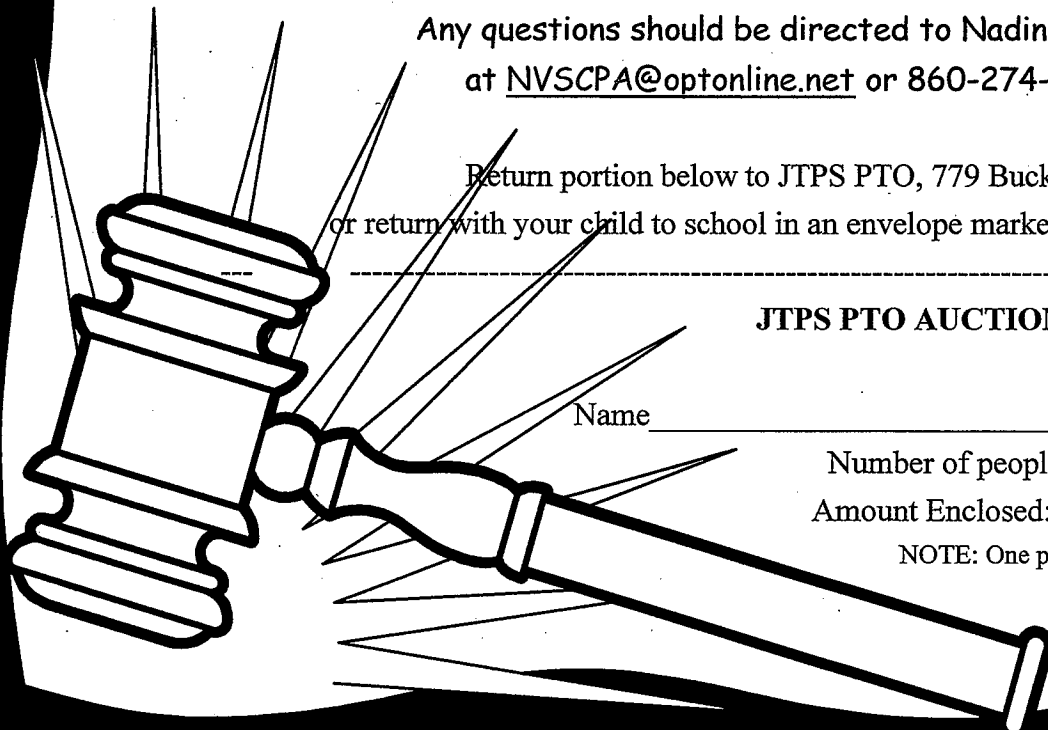 Any questions should be directed to Nadin
at NVSCPA@optonline.net or 860-274-
Return portion below to JTPS PTO, 779 Buck
or return with your child to school in an envelope marke
JTPS PTO AUCTION
Name
Number of peopl
Amount Enclosed:
NOTE: One p